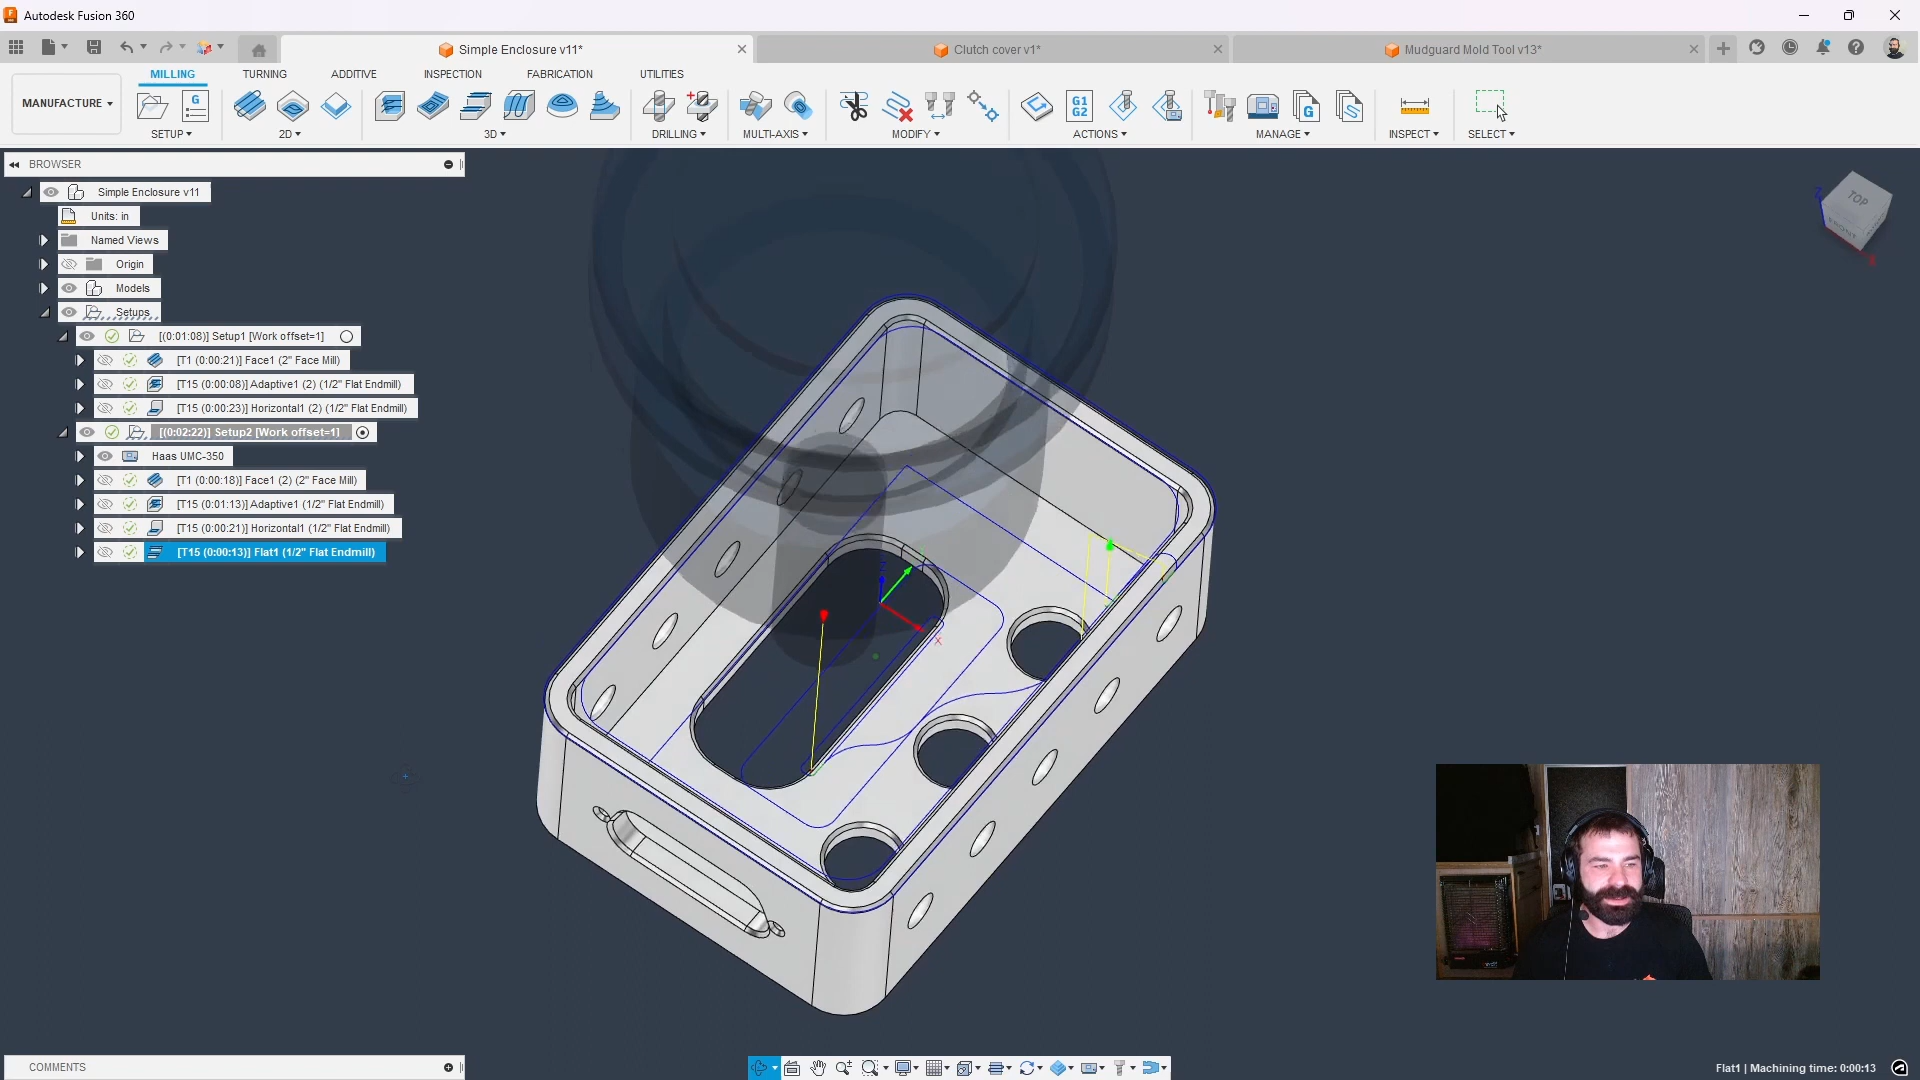 Autodesk Fusion 360
Simple Enclosure v11*
Clutch cover v1*
Mudguard Mold Tool v13*
MANUFACTURE
MILLING
TURNING
ADDITIVE
INSPECTION
FABRICATION
UTILITIES
SETUP
2D
3D
DRILLING
MULTI-AXIS
MODIFY
ACTIONS
MANAGE
INSPECT
SELECT
G
G1
G2
G
BROWSER
Simple Enclosure v11
Units: in
Named Views
Origin
Models
Setups
[(0:01:08)] Setup1 [Work offset=1]
[T1 (0:00:21)] Face1 (2" Face Mill)
[T15 (0:00:08)] Adaptive1 (2) (1/2" Flat Endmill)
[T15 (0:00:23)] Horizontal1 (2) (1/2" Flat Endmill)
[(0:02:22)] Setup2 [Work offset=1]
Haas UMC-350
[T1 (0:00:18)] Face1 (2) (2" Face Mill)
[T15 (0:01:13)] Adaptive1 (1/2" Flat Endmill)
[T15 (0:00:21)] Horizontal1 (1/2" Flat Endmill)
[T15 (0:00:13)] Flat1 (1/2" Flat Endmill)
TOP
FRONT
Z
X
Z
X
COMMENTS
Flat1 | Machining time: 0:00:13